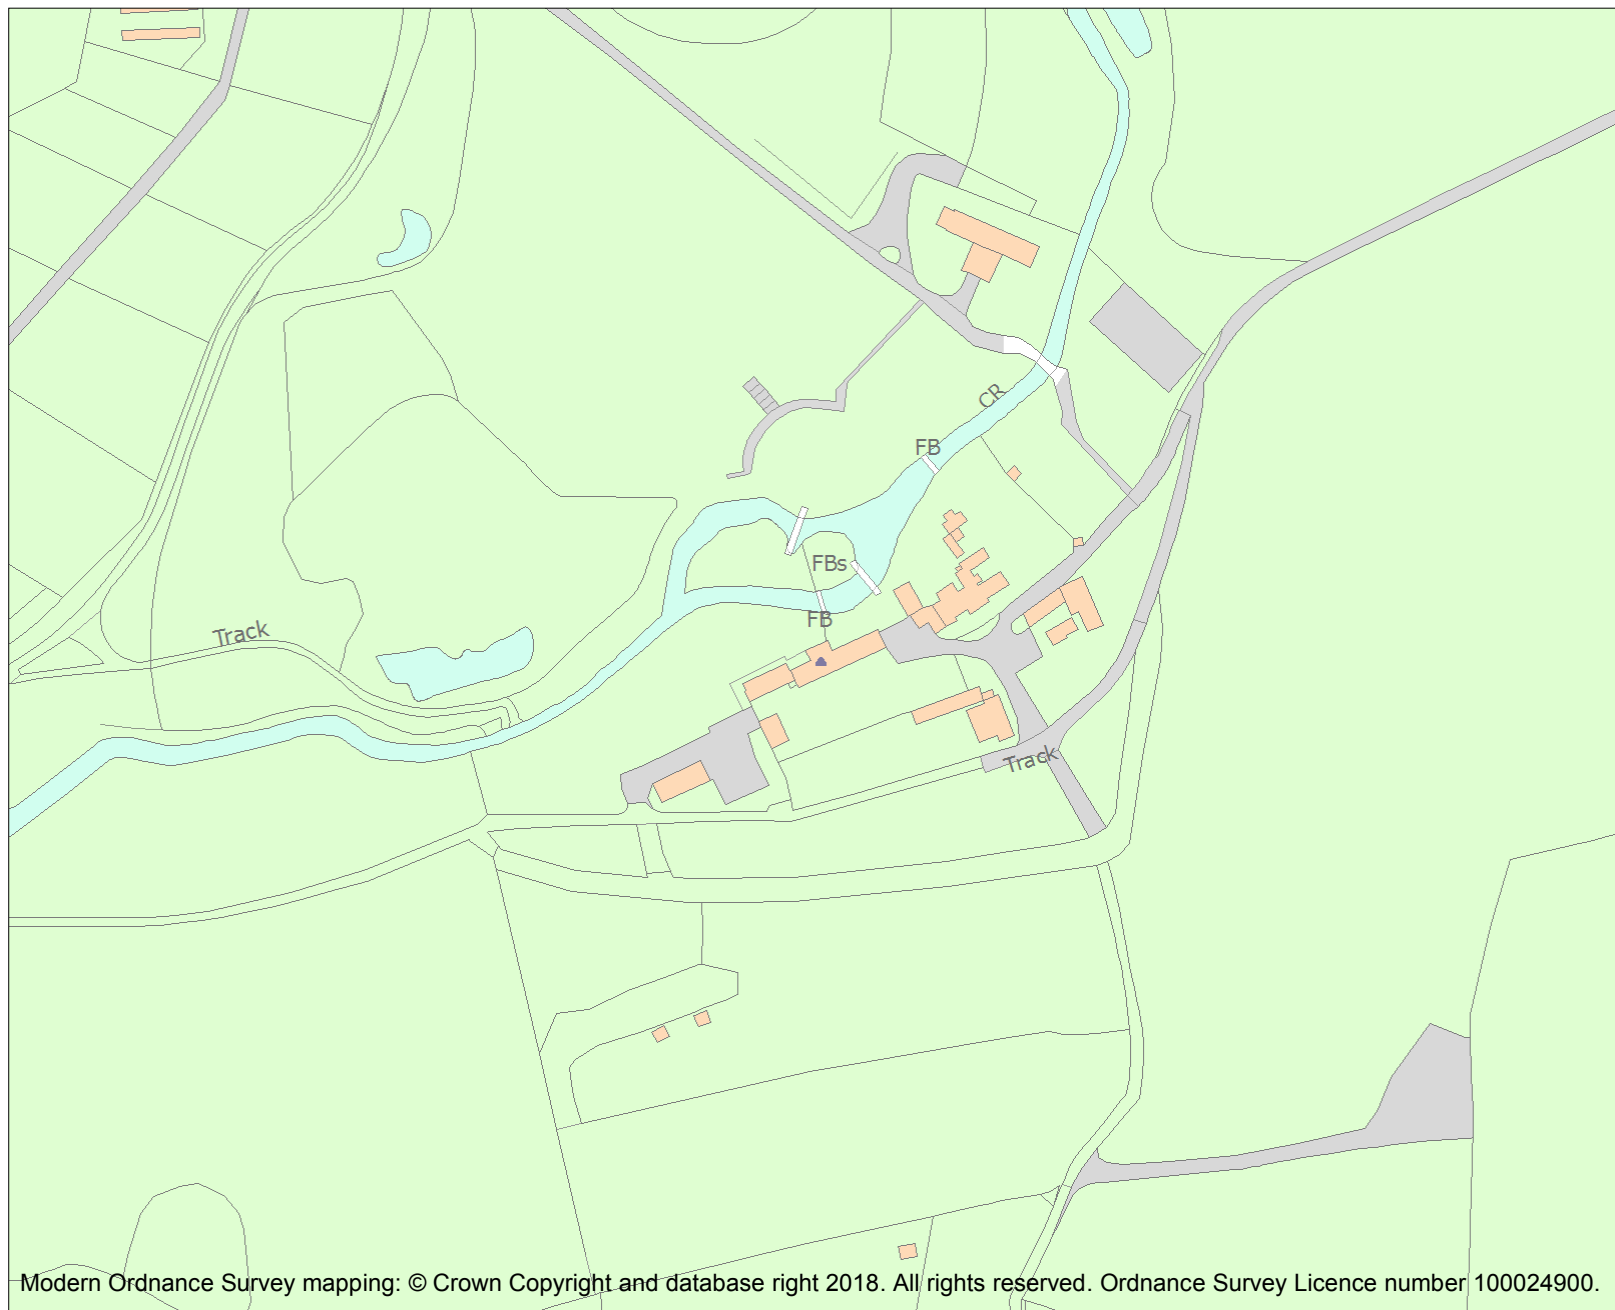 CR
FB
FBs
FB
Track
Track
Modern Ordnance Survey mapping: © Crown Copyright and database right 2018. All rights reserved. Ordnance Survey Licence number 100024900.